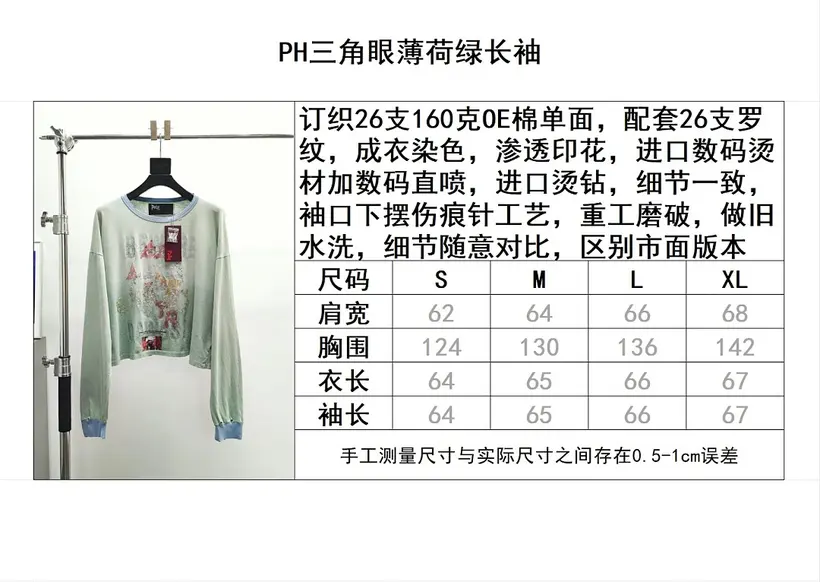 PH三角眼薄荷绿长袖
订织26支160克OE棉单面，配套26支罗
纹，成衣染色，渗透印花，进口数码烫
材加数码直喷，进口烫钻，细节一致，
袖口下摆伤痕针工艺，重工磨破，做旧
水洗，细节随意对比，区别市面版本
尺码 S M L XL
肩宽 62 64 66 68
胸围 124 130 136 142
衣长 64 65 66 67
袖长 64 65 66 67
手工测量尺寸与实际尺寸之间存在0.5-1cm误差